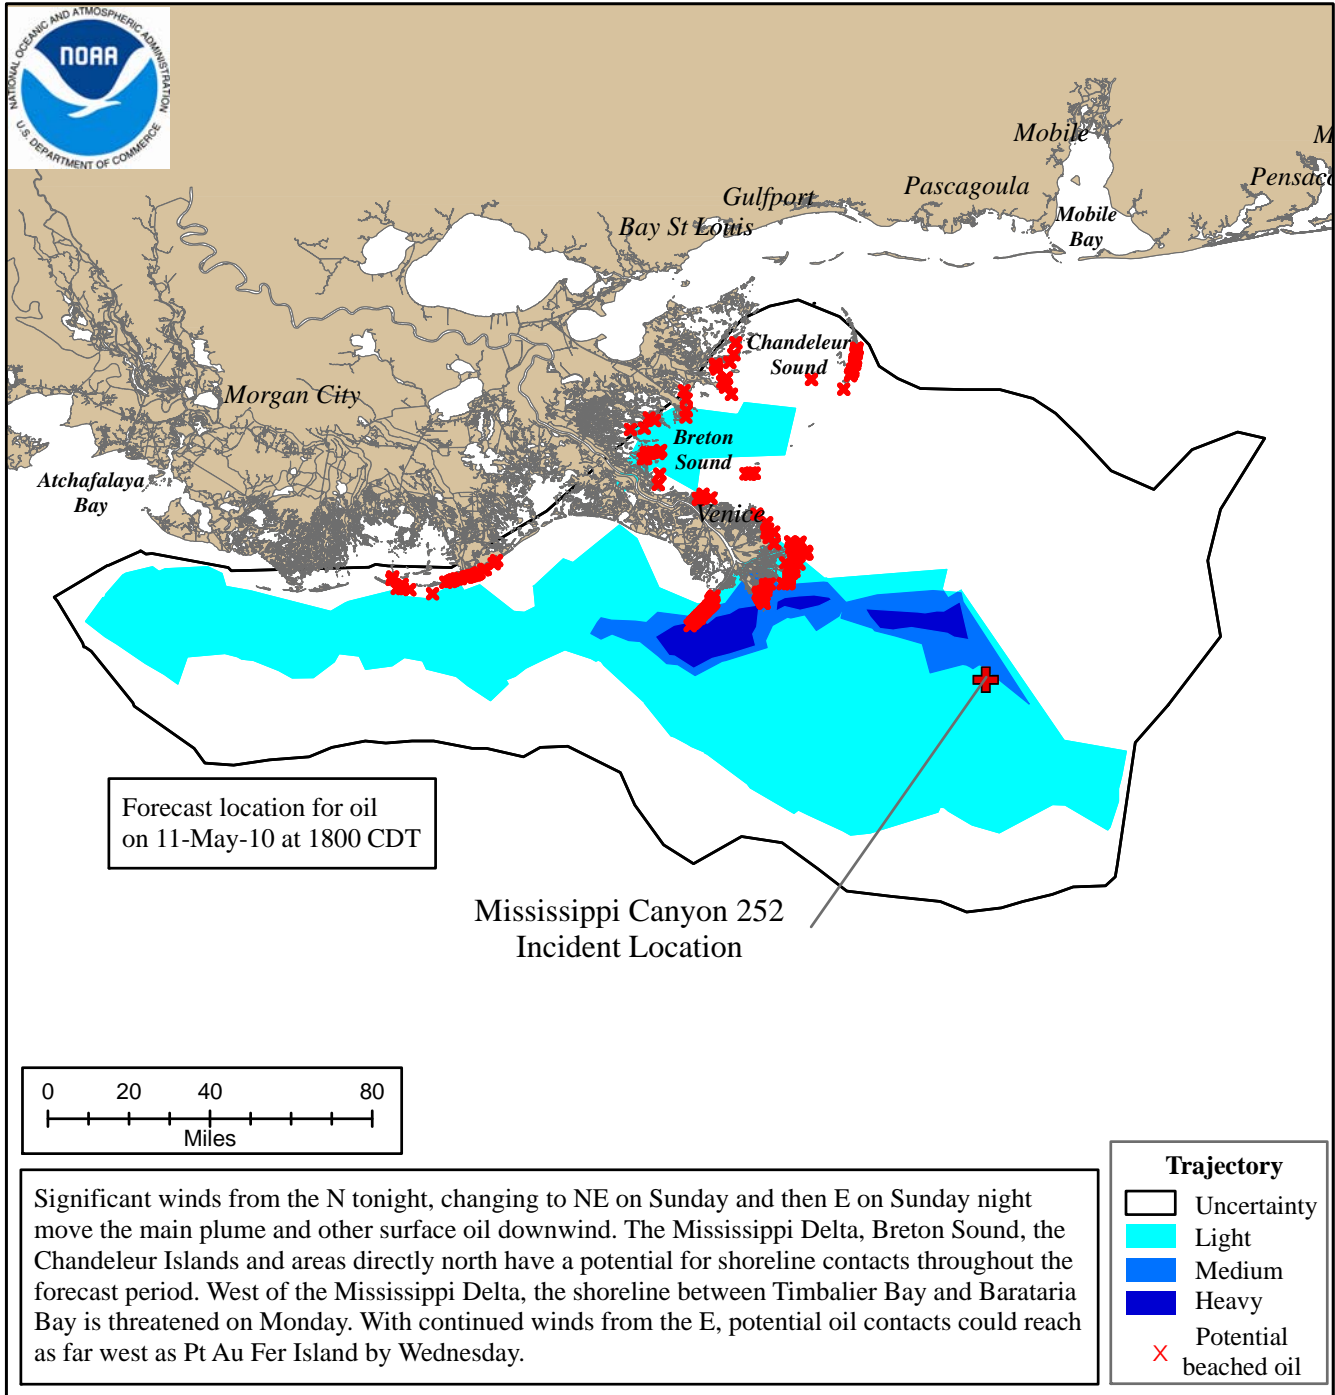 NATIONAL OCEANIC AND ATMOSPHERIC ADMINISTRATION
NOAA
U.S. DEPARTMENT OF COMMERCE
Mobile
M
Pensaco
Pascagoula
Gulfport
Bay St Louis
Mobile
Bay
Chandeleur
Sound
Morgan City
Breton
Sound
Atchafalaya
Bay
Venice
Forecast location for oil
on 11-May-10 at 1800 CDT
Mississippi Canyon 252
Incident Location
0 20 40 80
Miles
Significant winds from the N tonight, changing to NE on Sunday and then E on Sunday night
move the main plume and other surface oil downwind. The Mississippi Delta, Breton Sound, the
Chandeleur Islands and areas directly north have a potential for shoreline contacts throughout the
forecast period. West of the Mississippi Delta, the shoreline between Timbalier Bay and Barataria
Bay is threatened on Monday. With continued winds from the E, potential oil contacts could reach
as far west as Pt Au Fer Island by Wednesday.
Trajectory
Uncertainty
Light
Medium
Heavy
Potential
beached oil